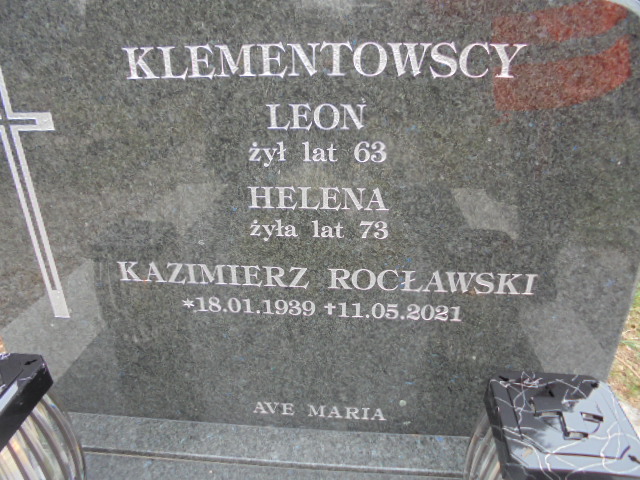 KLEMENTOWSCY
LEON
żył lat 63
HELENA
żyła lat 73
KAZIMIERZ ROCŁAWSKI
*18.01.1939 †11.05.2021
AVE MARIA